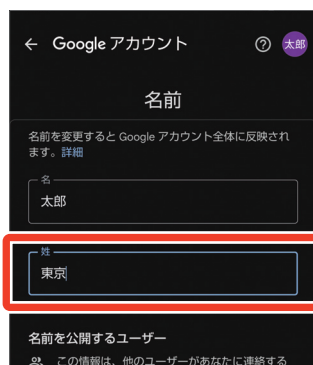 Google アカウント
太郎
名前
名前を変更すると Google アカウント全体に反映され
ます。詳細
名
太郎
姓
東京
名前を公開するユーザー
この情報は、他のユーザーがあなたに連絡する